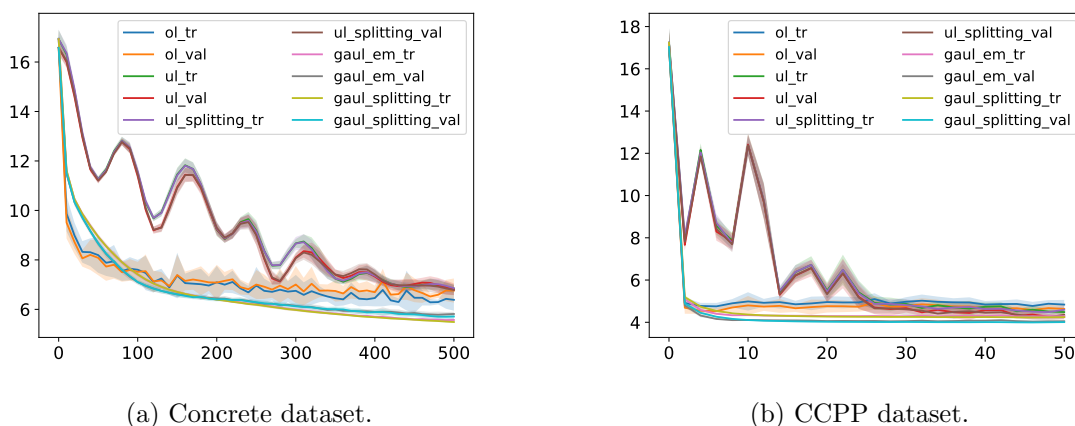 16
14
12
10
8
6
0
100
200
300
400
500
ol_tr
ol_val
ul_tr
ul_val
ul_splitting_tr
ul_splitting_val
gaul_em_tr
gaul_em_val
gaul_splitting_tr
gaul_splitting_val
(a) Concrete dataset.
18
16
14
12
10
8
6
4
0
10
20
30
40
50
ol_tr
ol_val
ul_tr
ul_val
ul_splitting_tr
ul_splitting_val
gaul_em_tr
gaul_em_val
gaul_splitting_tr
gaul_splitting_val
(b) CCPP dataset.